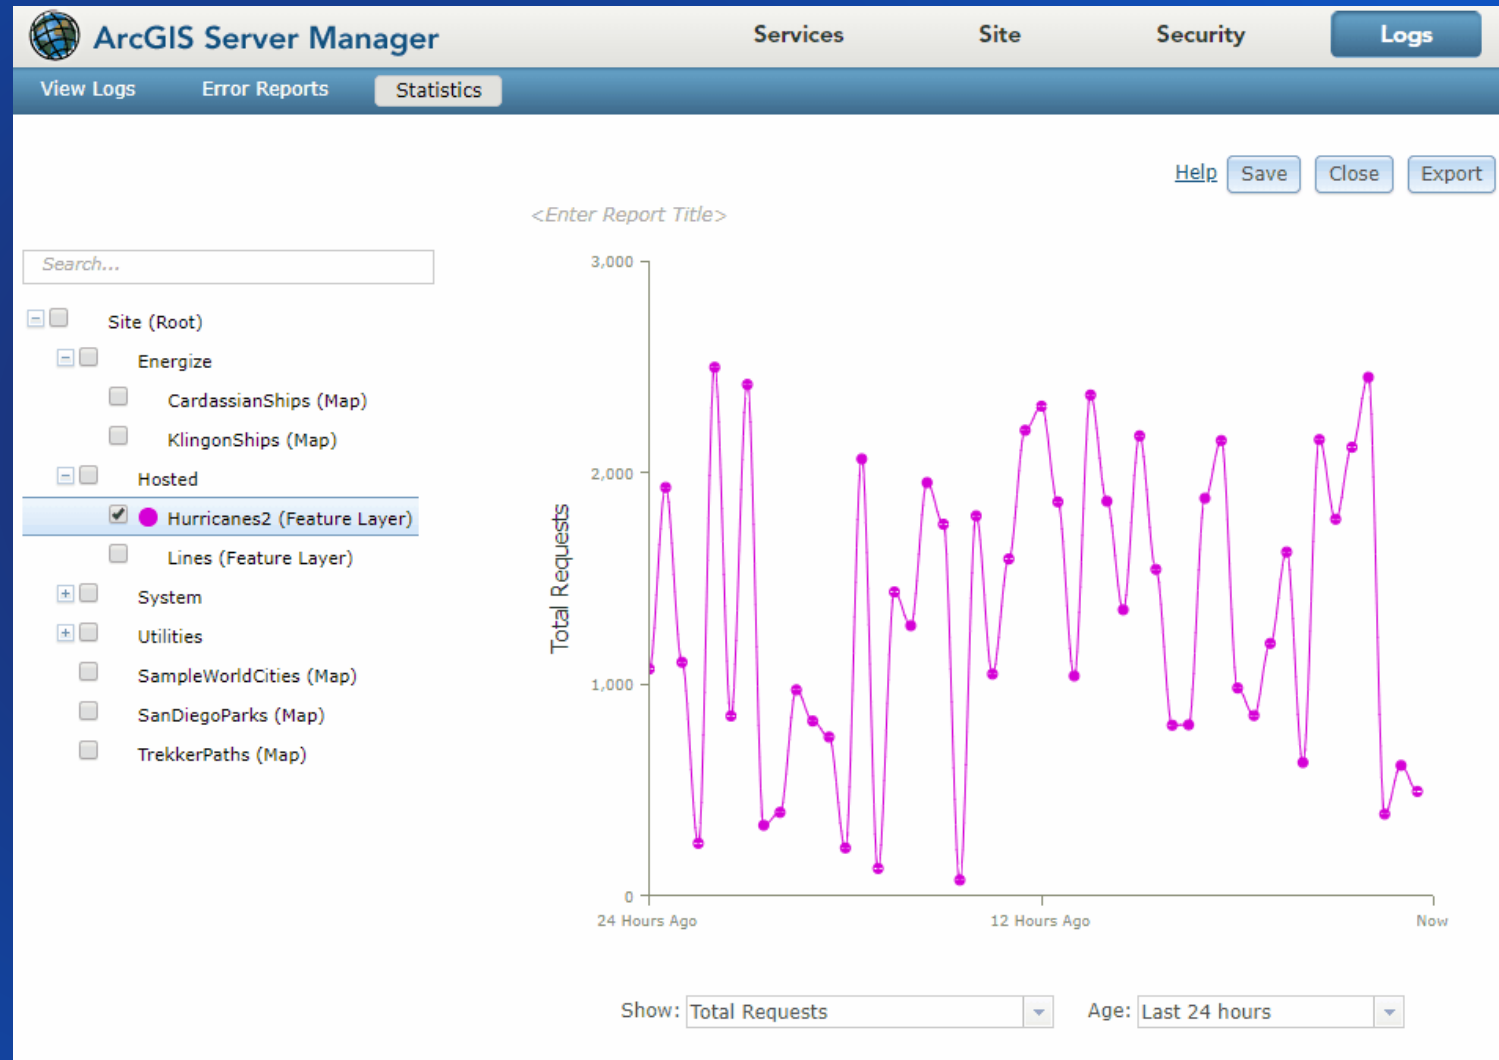 ArcGIS Server Manager
Services Site Security Logs
View Logs Error Reports Statistics
Help Save Close Export
<Enter Report Title>
Search...
Site (Root)
Energize
CardassianShips (Map)
KlingonShips (Map)
Hosted
Hurricanes2 (Feature Layer)
Lines (Feature Layer)
System
Utilities
SampleWorldCities (Map)
SanDiegoParks (Map)
TrekkerPaths (Map)
Total Requests
3,000
2,000
1,000
0
24 Hours Ago 12 Hours Ago Now
Show: Total Requests Age: Last 24 hours